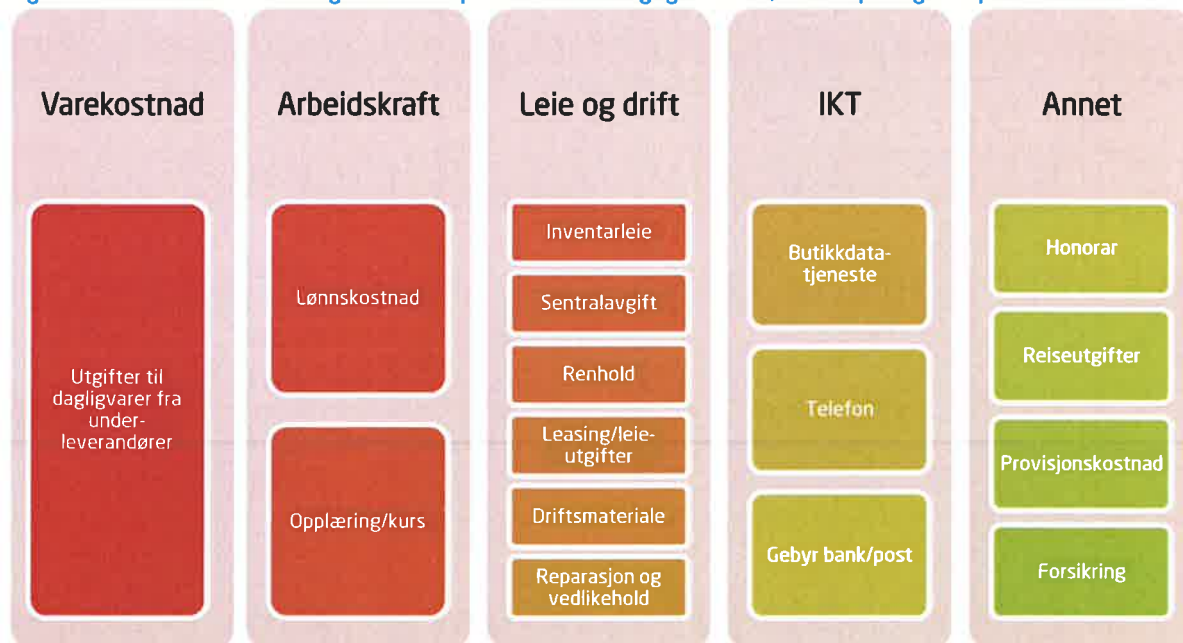 Varekostnad
Utgifter til
dagligvarer fra
under-
leverandører
Arbeidskraft
Lønnskostnad
Opplæring/kurs
Leie og drift
Inventarleie
Sentralavgift
Renhold
Leasing/leie-
utgifter
Driftsmateriale
Reparasjon og
vedlikehold
IKT
Butikkdata-
tjeneste
Telefon
Gebyr bank/post
Annet
Honorar
Reiseutgifter
Provisjonskostnad
Forsikring